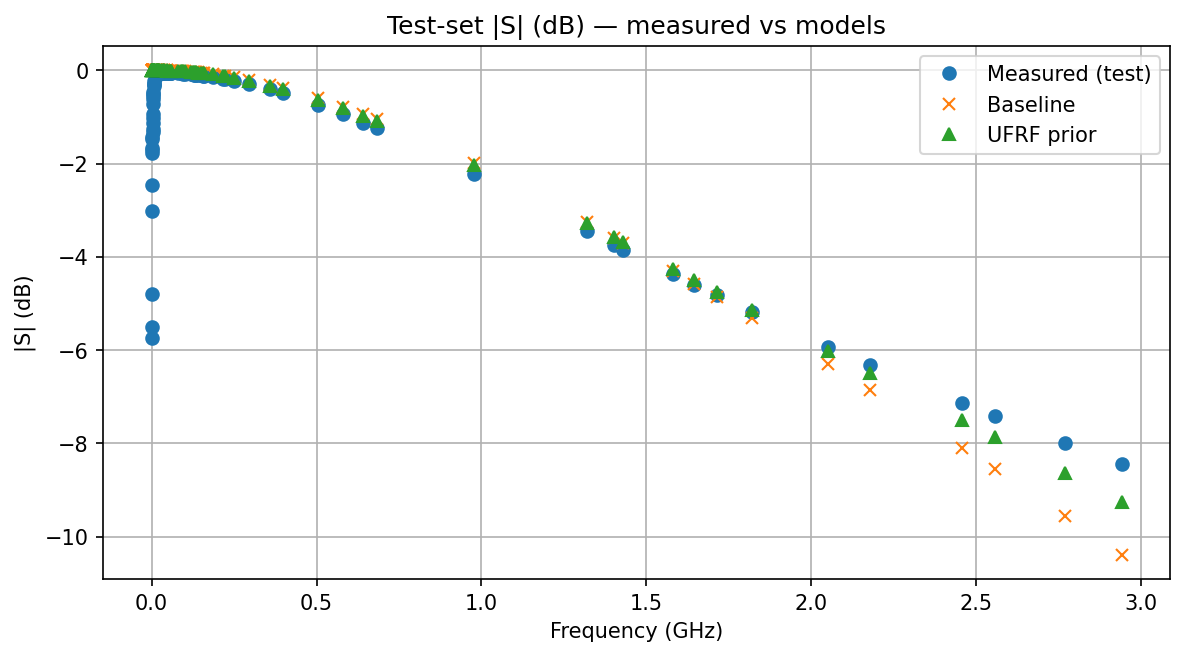 Test-set |S| (dB) — measured vs models
Measured (test)
Baseline
UFRF prior
|S| (dB)
0
−2
−4
−6
−8
−10
0.0 0.5 1.0 1.5 2.0 2.5 3.0
Frequency (GHz)